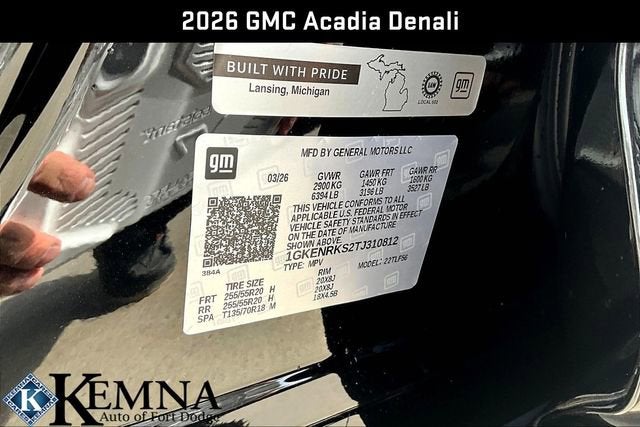 2026 GMC Acadia Denali
BUILT WITH PRIDE
Lansing, Michigan
UAW
LOCAL 602
gm
gm
MFD BY GENERAL MOTORS LLC
03/26 GVWR GAWR FRT GAWR RR
2900 KG 1450 KG 1600 KG
6394 LB 3196 LB 3527 LB
THIS VEHICLE CONFORMS TO ALL
APPLICABLE U.S. FEDERAL MOTOR
VEHICLE SAFETY STANDARDS IN EFFECT
ON THE DATE OF MANUFACTURE
SHOWN ABOVE.
1GKENRKS2TJ310812
TYPE: MPV MODEL: 22TLF56
384A
TIRE SIZE RIM
FRT 255/55R20 H 20X8J
RR 255/55R20 H 20X8J
SPA T135/70R18 M 18X4.5B
K KEMNA
Auto of Fort Dodge